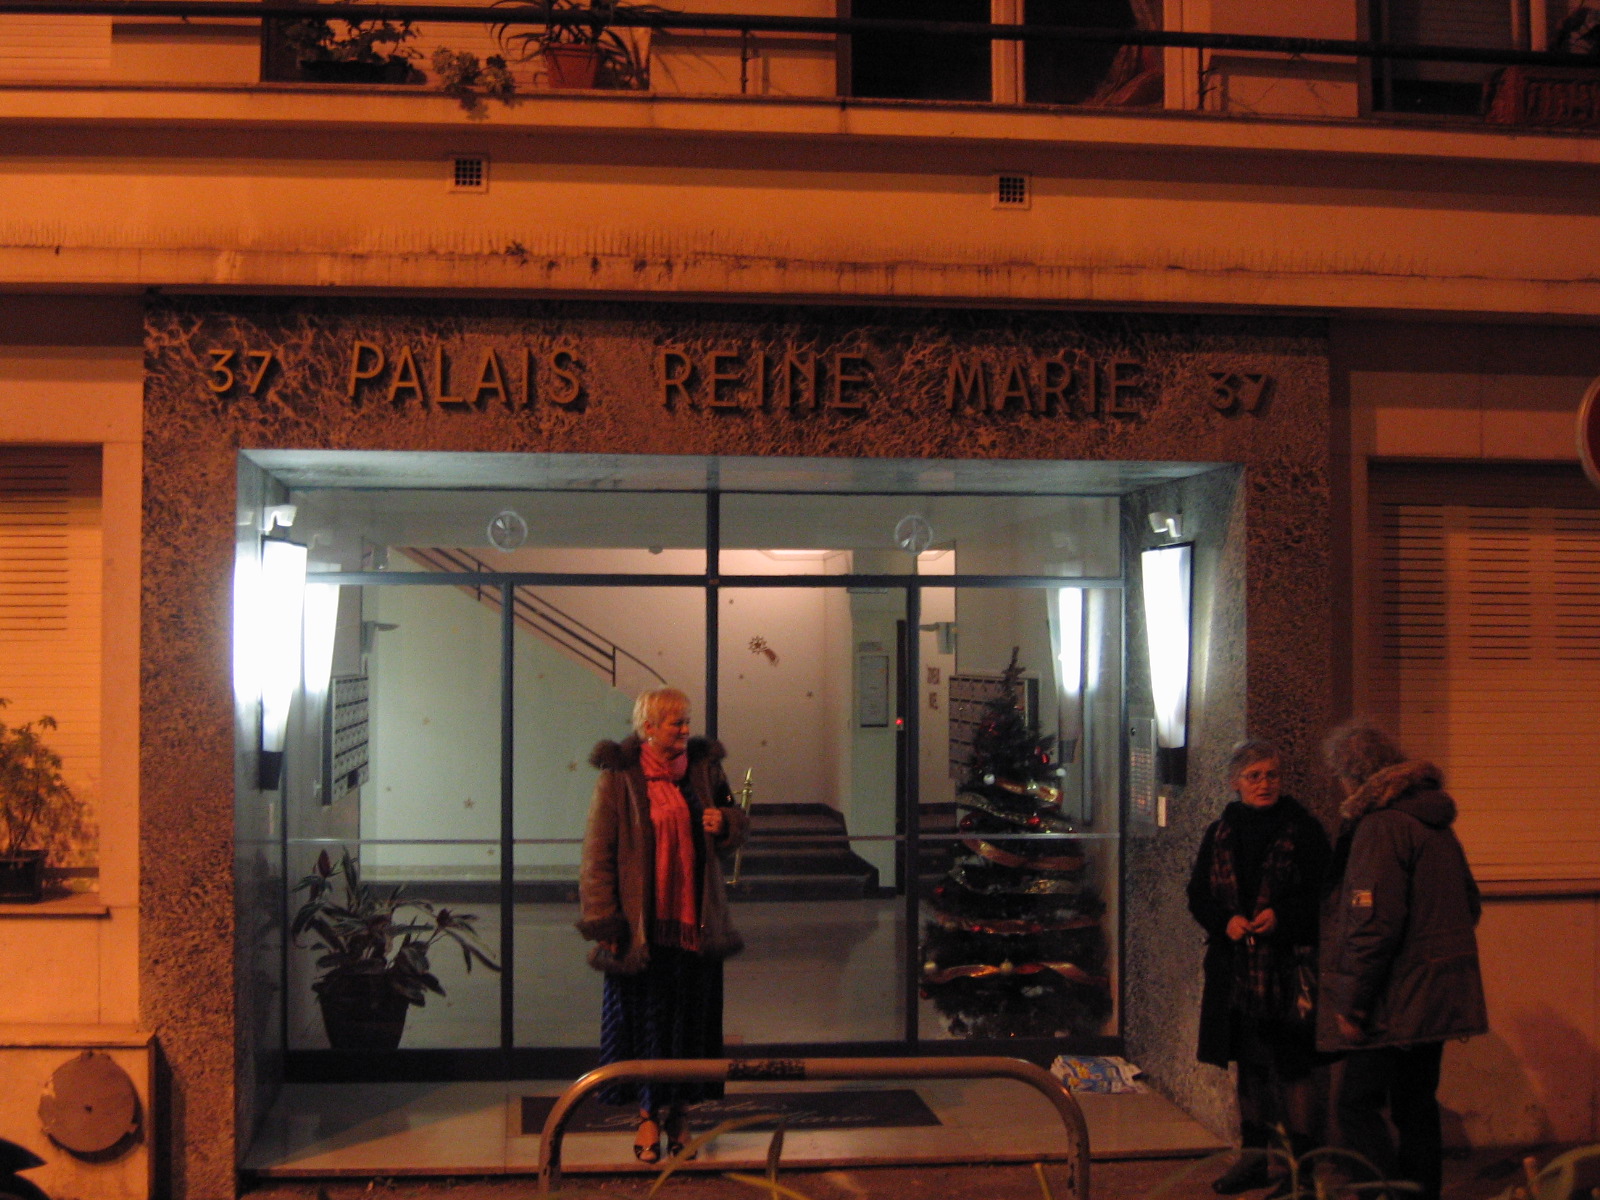 37 PALAIS REINE MARIE 37